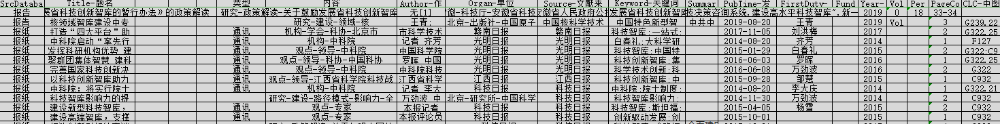 SrcDataba Title-题名 类型 内容 Author-作 Organ-单位 Source-文献来 Keyword-关键词 Summar PubTime-发 FirstDuty- Fund Year- Vol Per PageCo CLC-中图
报告 展省科技创新智库的暂行办法》的政策解读 研究-政策解读-关于鼓励发展省科技创新智库 无[1] 安徽-科技厅-安徽省科技 安徽省人民政府公 发展省科技创新智库 技决策咨询系统,建设高水平科技智库",新一 2019 0 18 33-34
报告 核领域智库建设中专 研究-建设-领域-核 王青; 北京-出版社-中国原子 中国核科学技术 中国特色新型智 中共中 2019-08-20 王青 2019 Vol 3 G239.22
报纸 打造“四大平台”助 通讯 机构-学会-科协-北京市 市科学技术 赣南日报 赣南日报 科技智库:一站式; 2017-11-05 刘洪梅 2017 2 G322.25
报纸 中科院启动“率先行 通讯 机构-中科院 记者 齐芳 光明日报 光明日报 白春礼;大科学研 2014-08-20 齐芳 2014 1 F127
报纸 发挥科研机构优势 建 通讯 观点-领导-中科院 中国科学院 光明日报 光明日报 科技智库;中国特 2015-01-29 白春礼 2015 2 G322;C9
报纸 聚群团集体智慧 建科 通讯 观点-领导-科协-中国科协 罗晖 中国 光明日报 光明日报 科技创新智库;集 2016-06-03 罗晖 2016 1 G322.25
报纸 完善国家科技创新决 通讯 观点-领导-中科院 中科院科技 光明日报 光明日报 科学技术创新;科 2016-06-08 万劲波 2016 2 G322
报纸 以科技创新智库助力 通讯 观点-领导-江西省科学院科技战 江西日报 江西日报 科技创新智库;中 2015-09-28 邹慧 2015 1 C932
报纸 中科院:将实行院士 通讯 机构-中科院 记者 李大 科技日报 科技日报 中科院;院士制度; 2014-08-20 李大庆 2014 1 G322.21
报纸 科技智库影响力的提 研究-建设-路径模式-影响力-全 万劲波 北京-研究所-中国科学 科技日报 科技智库影响力; 2014-11-30 万劲波 2014 2 C932
报纸 建设新型科技智库, 通讯 观点-专家 本报记者 科技日报 科技日报 科技智库;斯坦福; 2015-04-05 杨雪 2015 1 C932
报纸 建设高端智库,支撑 通讯 观点-专家 本报评论员 科技日报 科技日报 创新驱动发展;创 2015-10-01 2015 1 C932